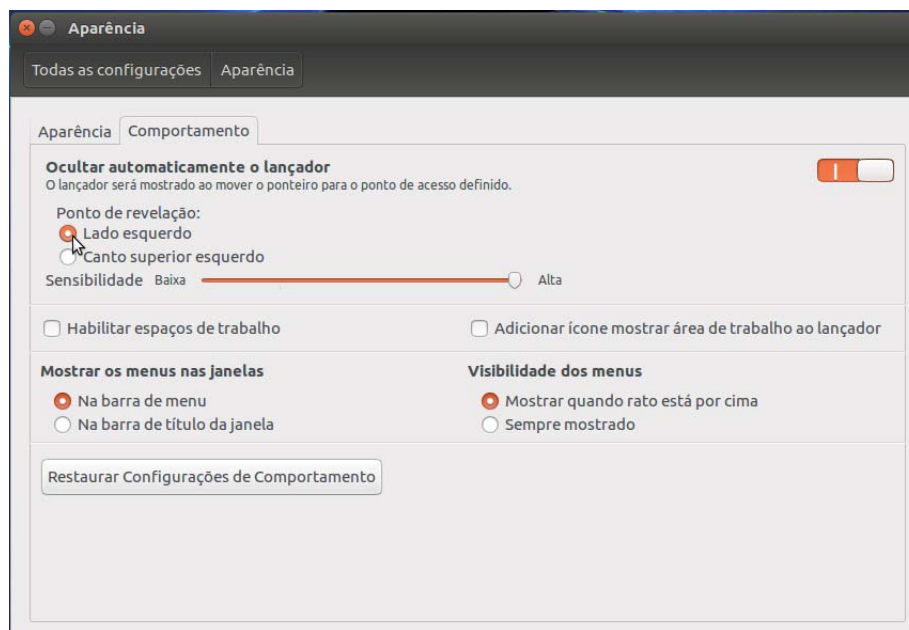 Aparência
Todas as configurações Aparência
Aparência Comportamento
Ocultar automaticamente o lançador
O lançador será mostrado ao mover o ponteiro para o ponto de acesso definido.
Ponto de revelação:
Lado esquerdo
Canto superior esquerdo
Sensibilidade Baixa Alta
Habilitar espaços de trabalho Adicionar ícone mostrar área de trabalho ao lançador
Mostrar os menus nas janelas Visibilidade dos menus
Na barra de menu Mostrar quando rato está por cima
Na barra de título da janela Sempre mostrado
Restaurar Configurações de Comportamento